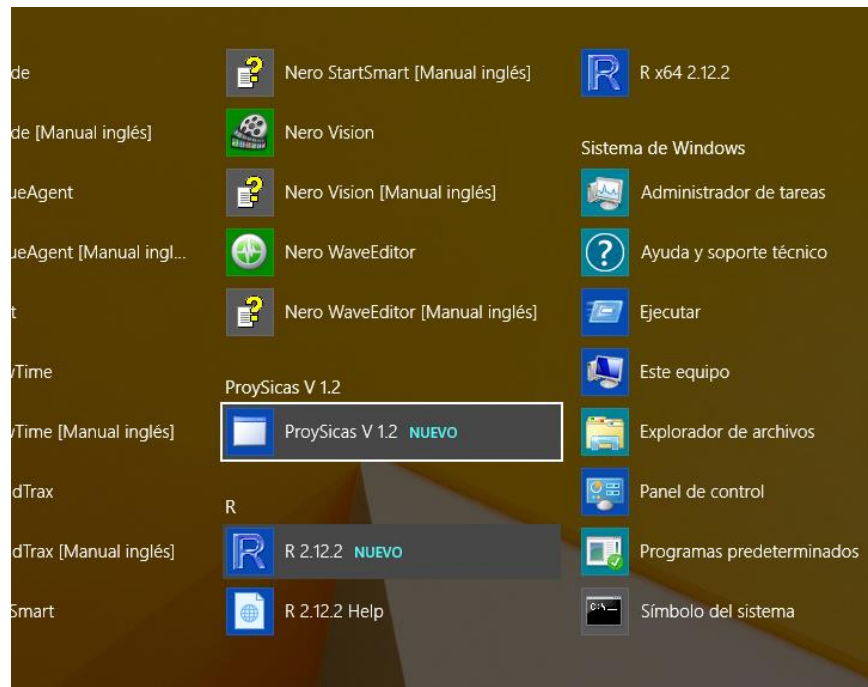 de
de [Manual inglés]
ueAgent
ueAgent [Manual ingl...
t
yTime
yTime [Manual inglés]
dTrax
dTrax [Manual inglés]
Smart
Nero StartSmart [Manual inglés]
Nero Vision
Nero Vision [Manual inglés]
Nero WaveEditor
Nero WaveEditor [Manual inglés]
ProySicas V 1.2
ProySicas V 1.2 NUEVO
R
R 2.12.2 NUEVO
R 2.12.2 Help
R x64 2.12.2
Sistema de Windows
Administrador de tareas
Ayuda y soporte técnico
Ejecutar
Este equipo
Explorador de archivos
Panel de control
Programas predeterminados
Símbolo del sistema